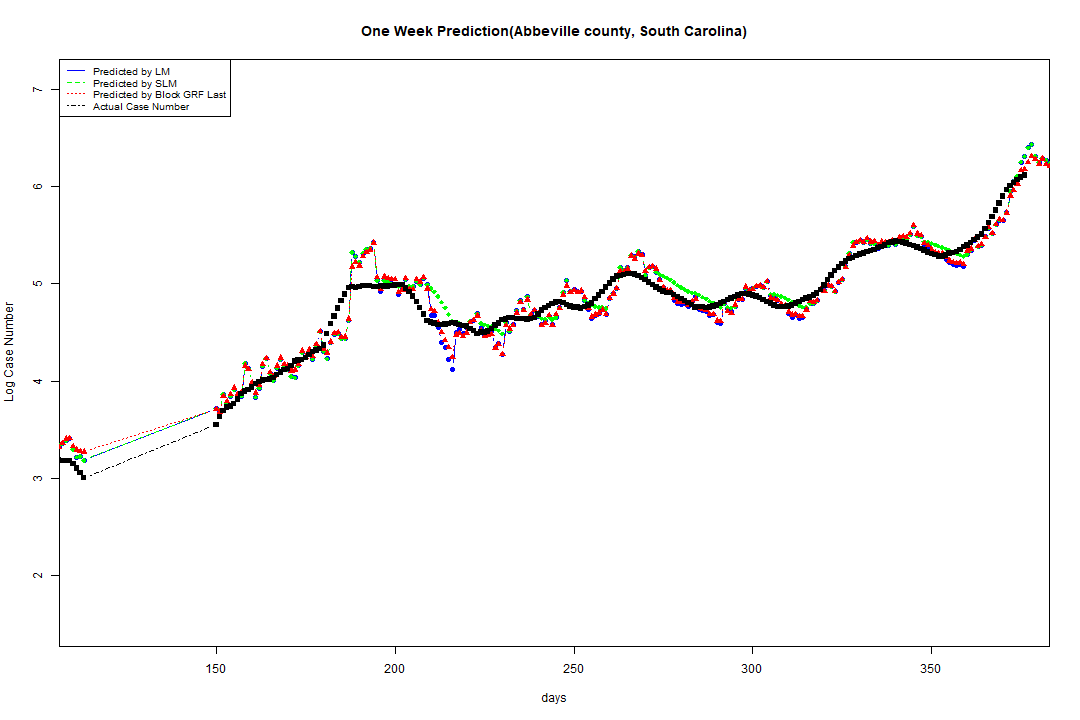 One Week Prediction(Abbeville county, South Carolina)
Predicted by LM
Predicted by SLM
Predicted by Block GRF Last
Actual Case Number
Log Case Number
7
6
5
4
3
2
150
200
250
300
350
days